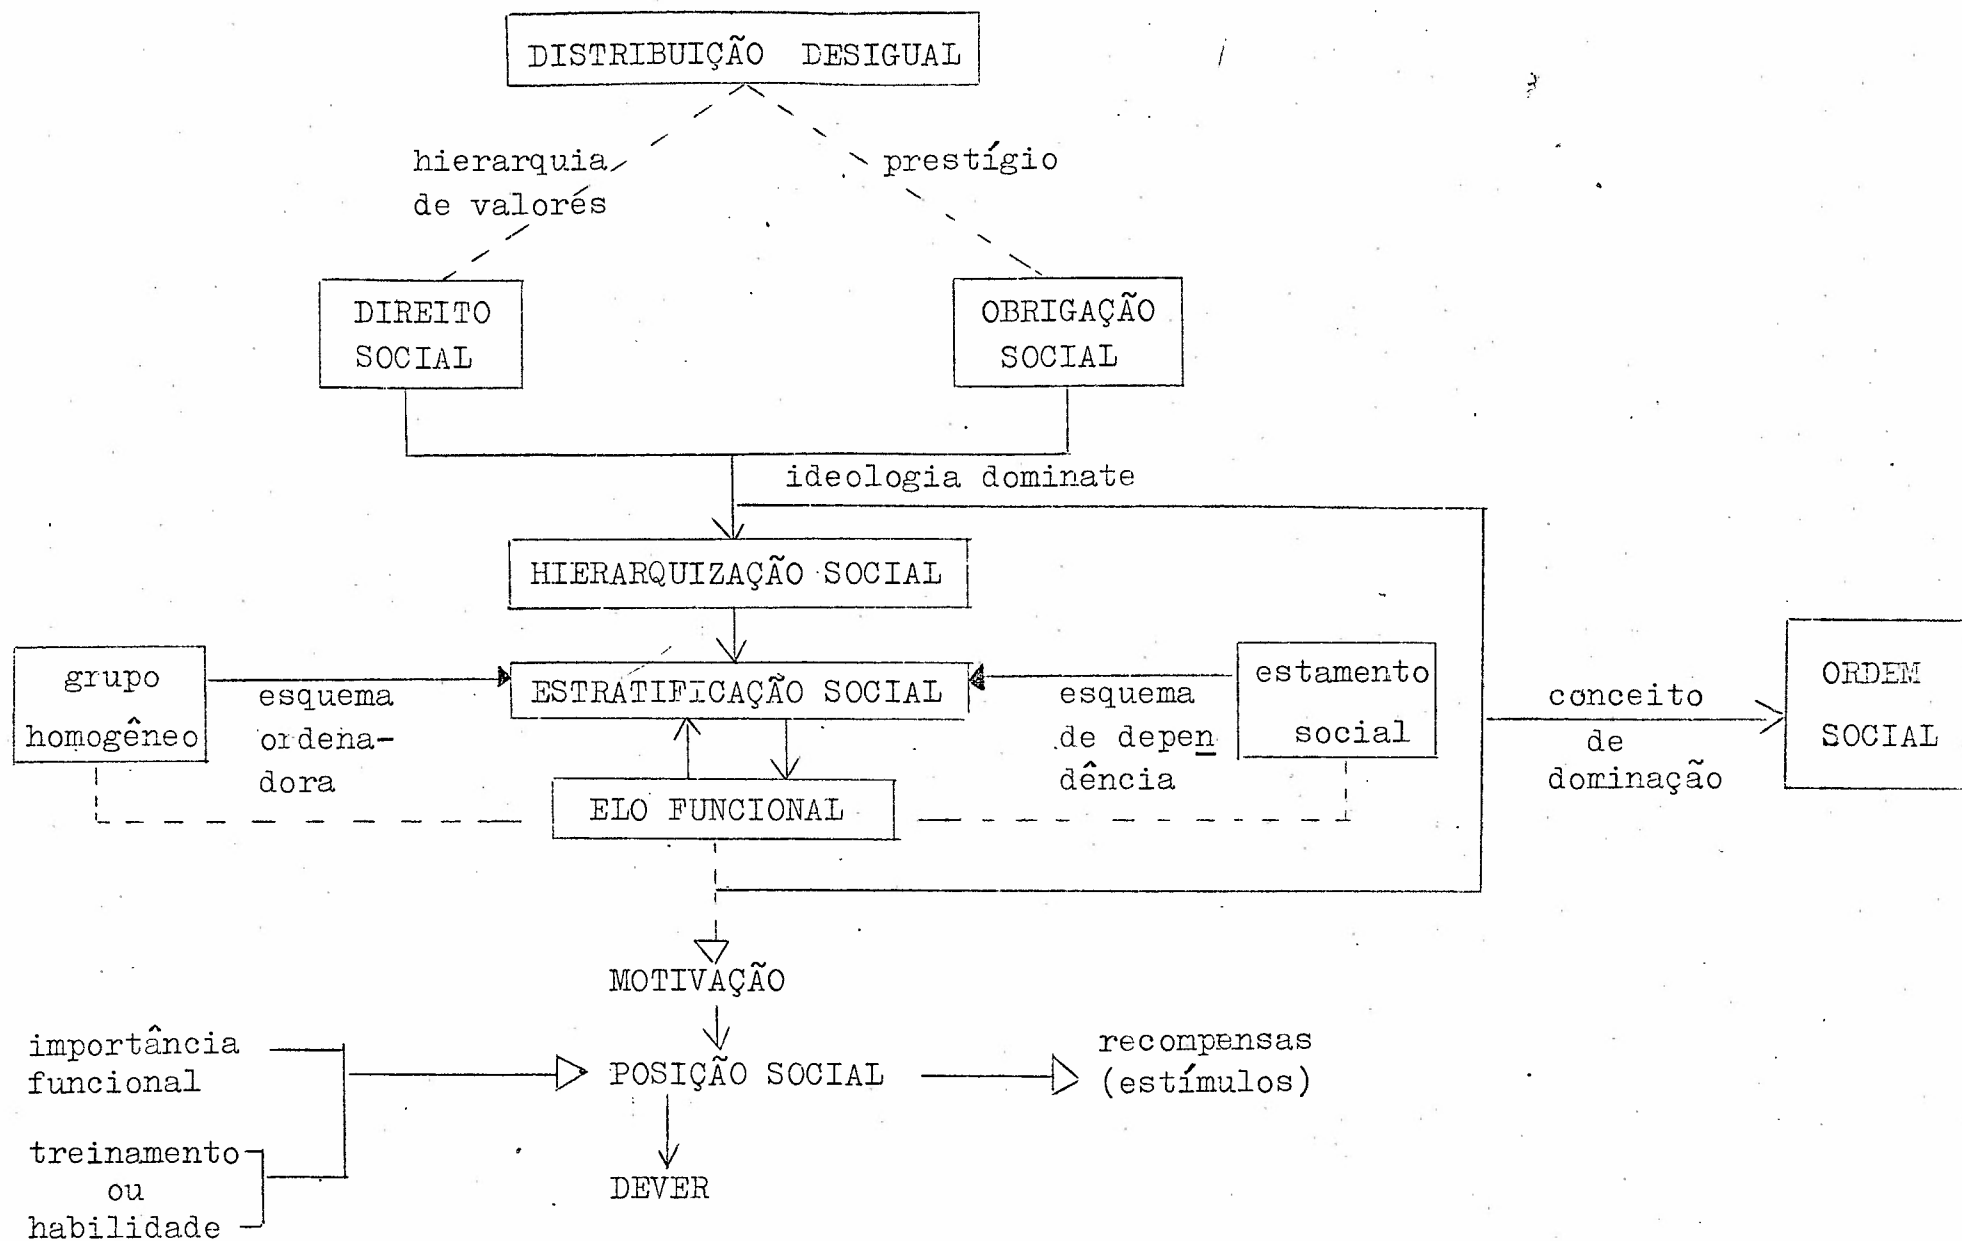 DISTRIBUIÇÃO DESIGUAL
hierarquia
de valorés
prestígio
DIREITO
SOCIAL
OBRIGAÇÃO
SOCIAL
ideologia dominate
HIERARQUIZAÇÃO SOCIAL
grupo
homogêneo
esquema
ordena-
dora
ESTRATIFICAÇÃO SOCIAL
esquema
de depen
dência
estamento
social
conceito
de
dominação
ORDEM
SOCIAL
ELO FUNCIONAL
MOTIVAÇÃO
importância
funcional
treinamento
ou
habilidade
POSIÇÃO SOCIAL
recompensas
(estímulos)
DEVER